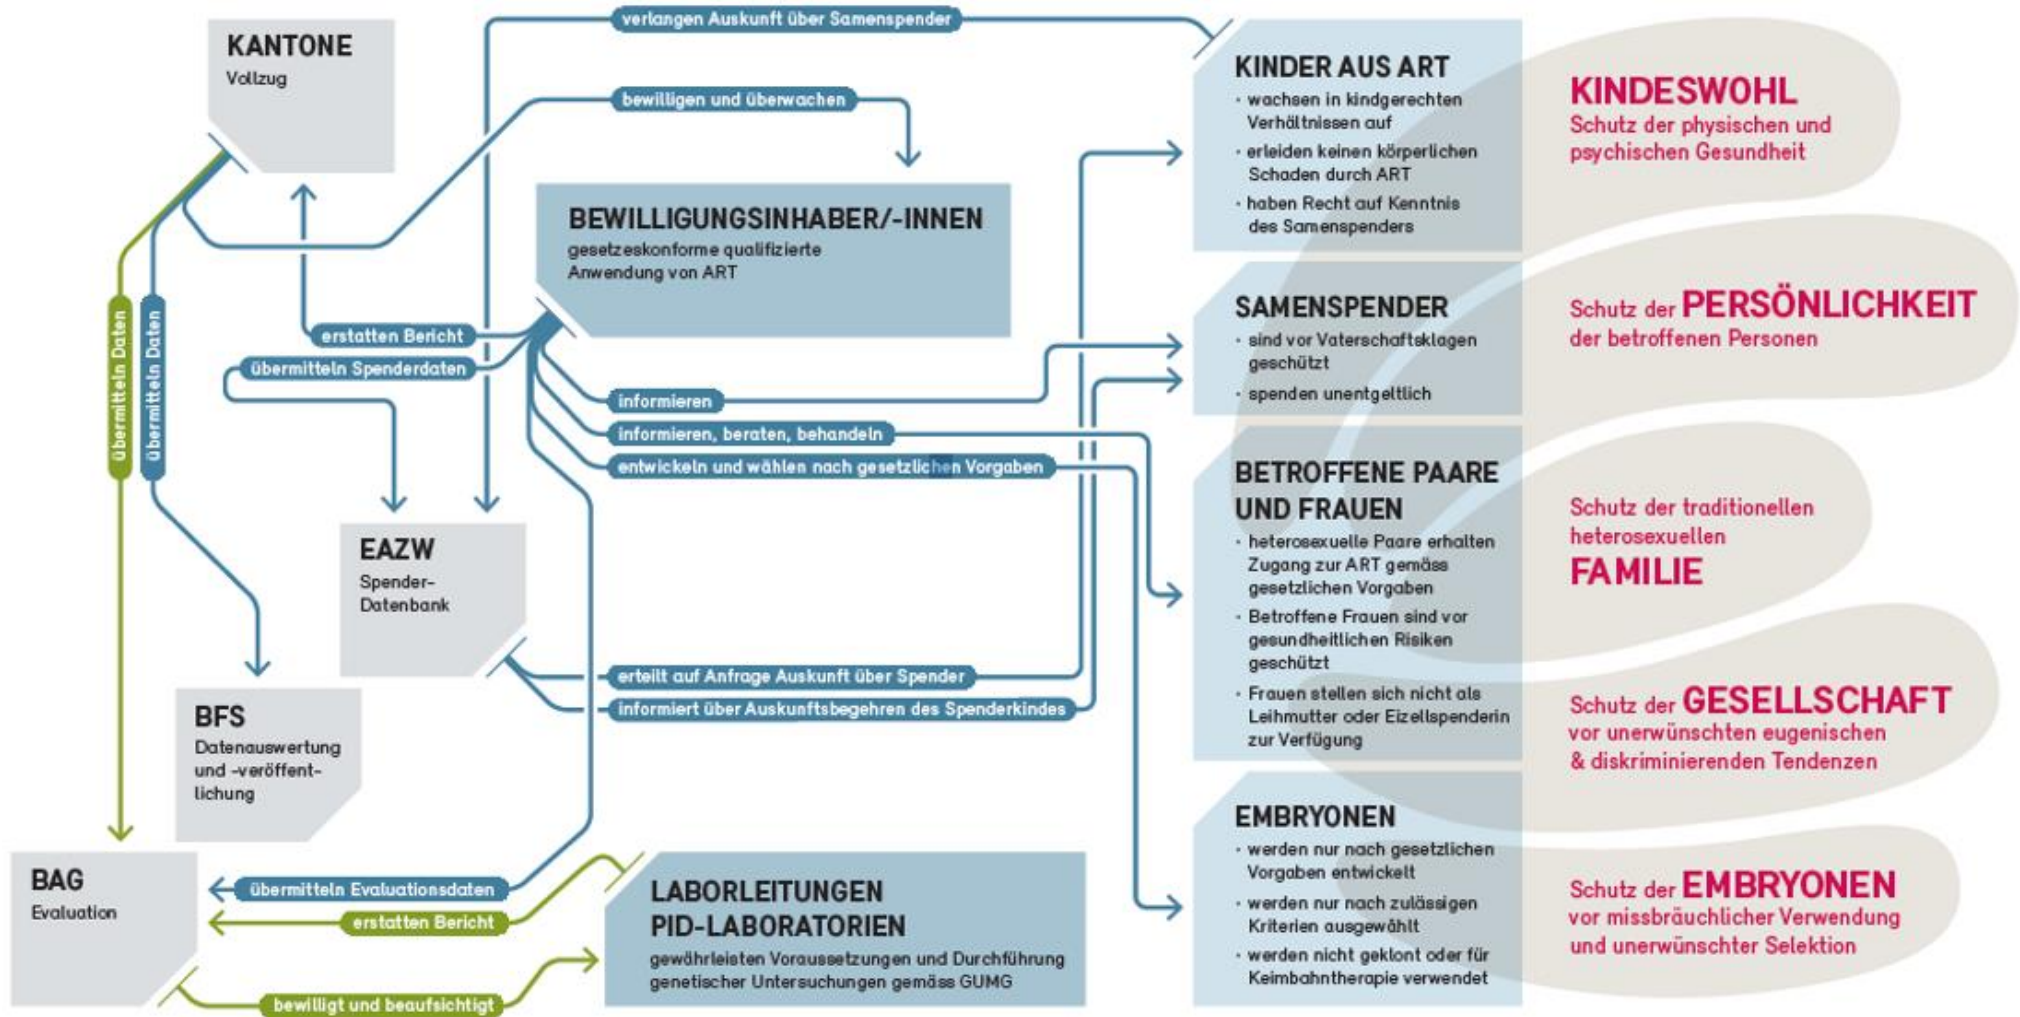 verlangen Auskunft über Samenspender
KANTONE
Vollzug
bewilligen und überwachen
BEWILLIGUNGSINHABER/-INNEN
gesetzeskonforme qualifizierte
Anwendung von ART
erstatten Bericht
übermitteln Spenderdaten
übermitteln Daten
übermitteln Daten
informieren
informieren, beraten, behandeln
entwickeln und wählen nach gesetzlichen Vorgaben
EAZW
Spender-
Datenbank
erteilt auf Anfrage Auskunft über Spender
informiert über Auskunftsbegehren des Spenderkindes
BFS
Datenauswertung
und -veröffent-
lichung
BAG
Evaluation
übermitteln Evaluationsdaten
erstatten Bericht
bewilligt und beaufsichtigt
LABORLEITUNGEN
PID-LABORATORIEN
gewährleisten Voraussetzungen und Durchführung
genetischer Untersuchungen gemäss GUMG
KINDER AUS ART
· wachsen in kindgerechten
Verhältnissen auf
· erleiden keinen körperlichen
Schaden durch ART
· haben Recht auf Kenntnis
des Samenspenders
SAMENSPENDER
· sind vor Vaterschaftsklagen
geschützt
· spenden unentgeltlich
BETROFFENE PAARE
UND FRAUEN
· heterosexuelle Paare erhalten
Zugang zur ART gemäss
gesetzlichen Vorgaben
· Betroffene Frauen sind vor
gesundheitlichen Risiken
geschützt
· Frauen stellen sich nicht als
Leihmutter oder Eizellspenderin
zur Verfügung
EMBRYONEN
· werden nur nach gesetzlichen
Vorgaben entwickelt
· werden nur nach zulässigen
Kriterien ausgewählt
· werden nicht geklont oder für
Keimbahntherapie verwendet
KINDESWOHL
Schutz der physischen und
psychischen Gesundheit
Schutz der PERSÖNLICHKEIT
der betroffenen Personen
Schutz der traditionellen
heterosexuellen
FAMILIE
Schutz der GESELLSCHAFT
vor unerwünschten eugenischen
& diskriminierenden Tendenzen
Schutz der EMBRYONEN
vor missbräuchlicher Verwendung
und unerwünschter Selektion